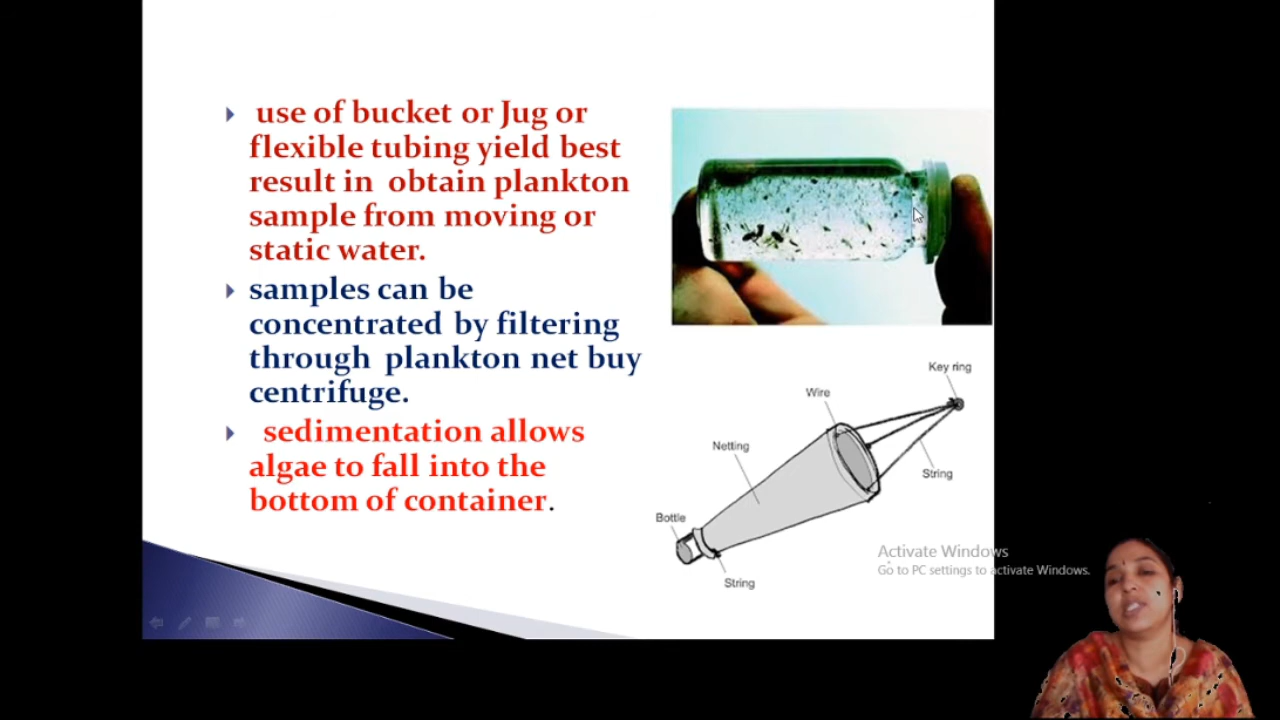 use of bucket or Jug or
flexible tubing yield best
result in obtain plankton
sample from moving or
static water.
samples can be
concentrated by filtering
through plankton net buy
centrifuge.
sedimentation allows
algae to fall into the
bottom of container.
Key ring
Wire
Netting
String
Bottle
String
Activate Windows
Go to PC settings to activate Windows.